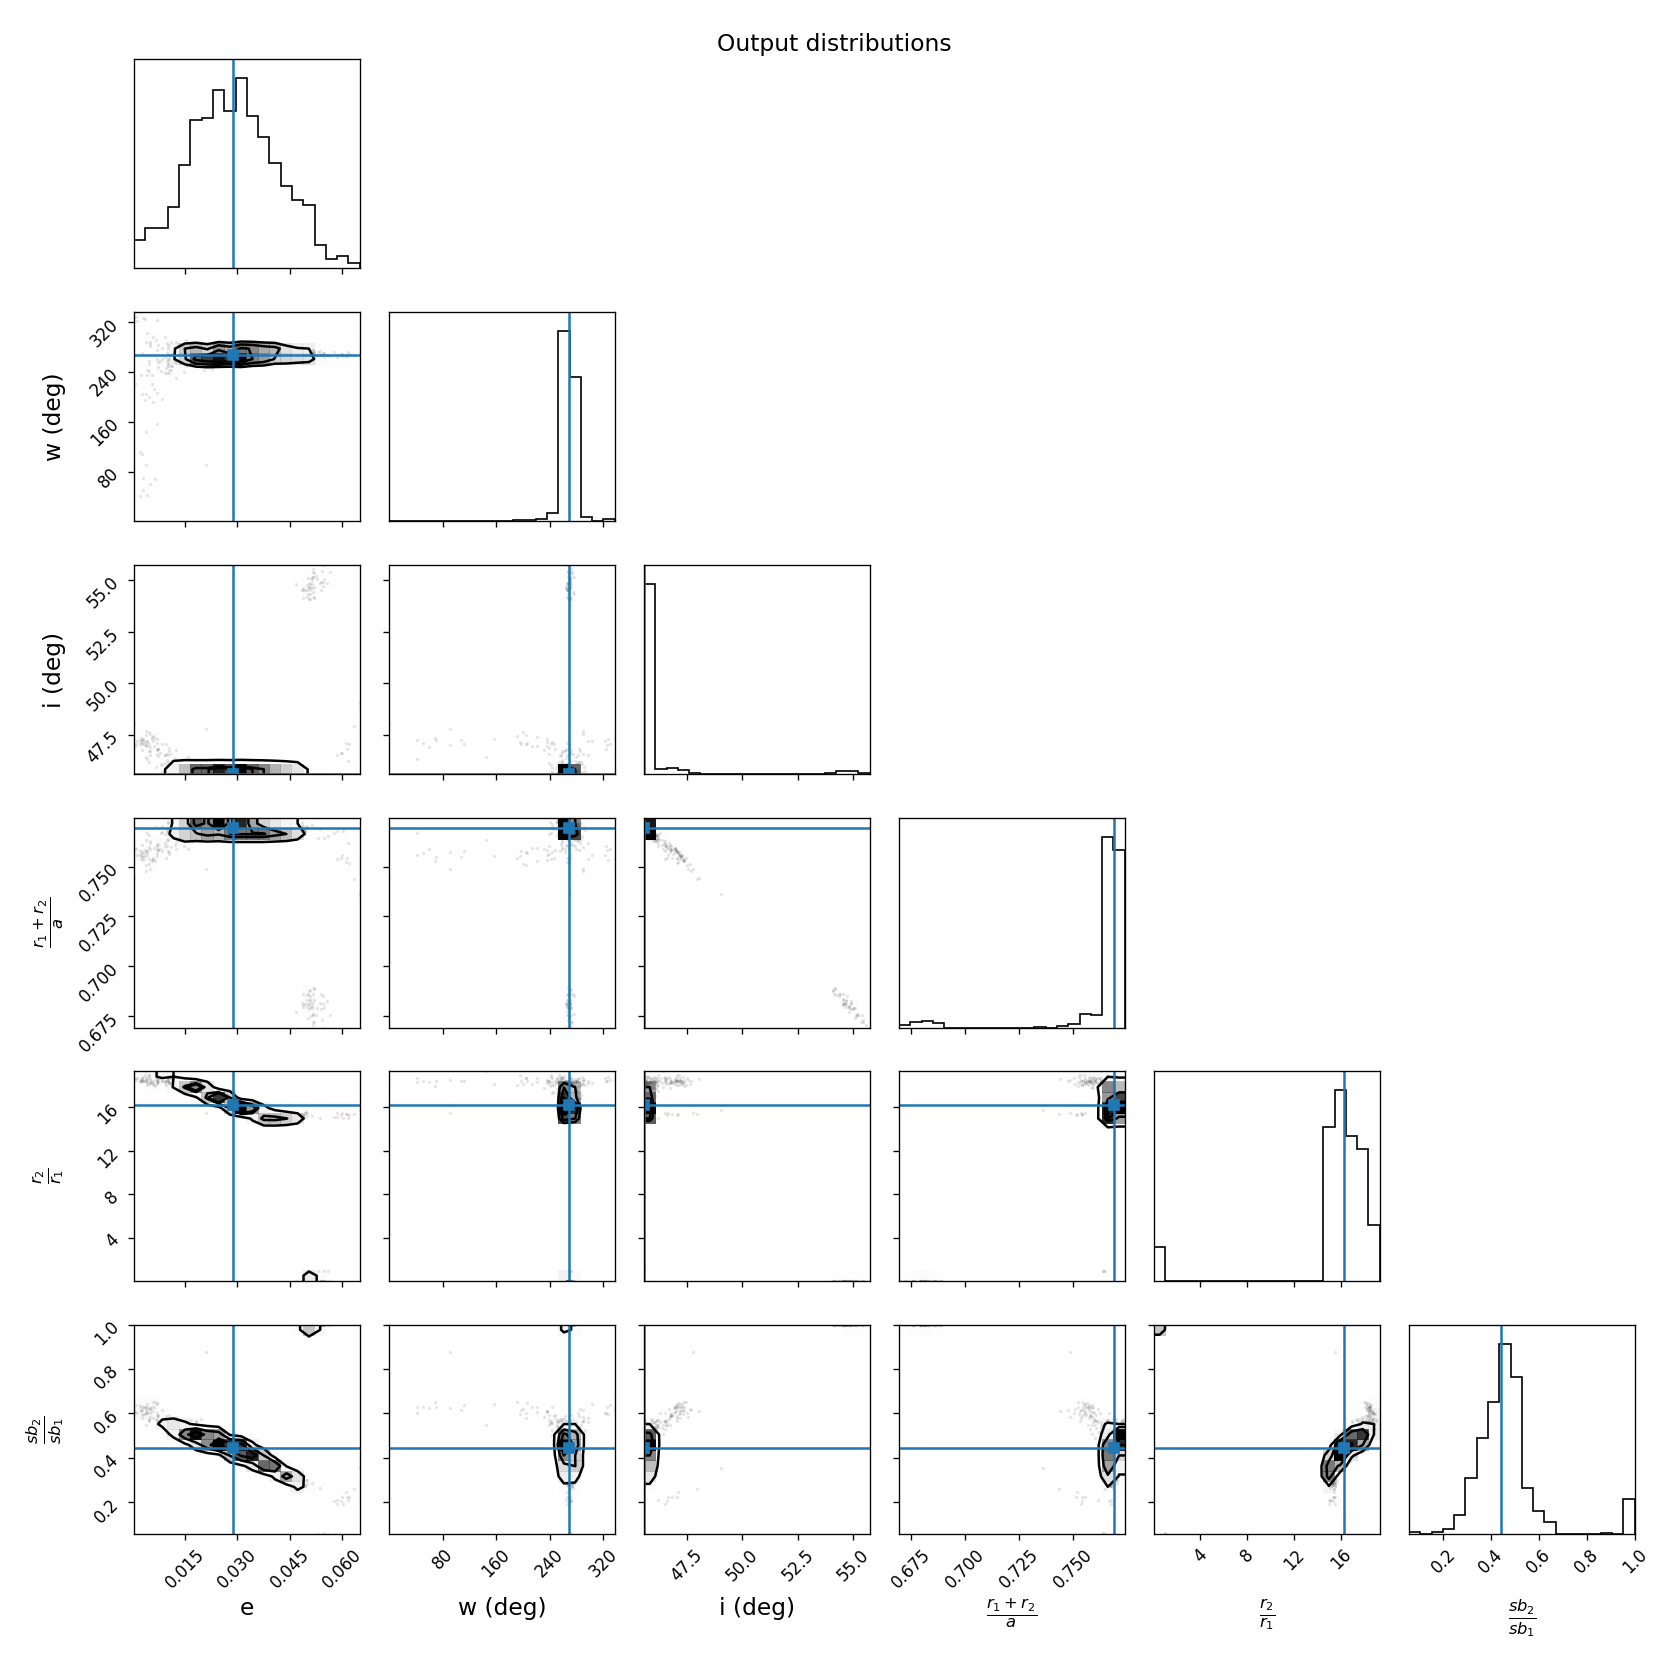 Output distributions
w (deg)
320
240
160
80
i (deg)
55.0
52.5
50.0
47.5
r₁ + r₂
a
0.750
0.725
0.700
0.675
r₂
r₁
16
12
8
4
sb₂
sb₁
1.0
0.8
0.6
0.4
0.2
0.015 0.030 0.045 0.060
80 160 240 320
47.5 50.0 52.5 55.0
0.675 0.700 0.725 0.750
4 8 12 16
0.2 0.4 0.6 0.8 1.0
e
w (deg)
i (deg)
r₁ + r₂
a
r₂
r₁
sb₂
sb₁